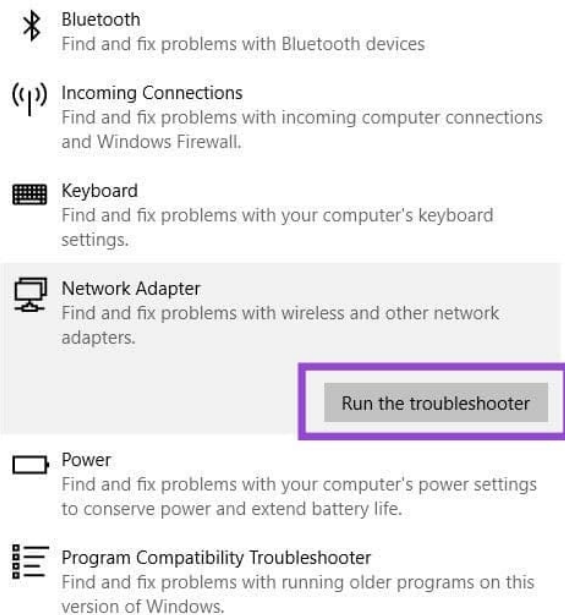 Bluetooth
Find and fix problems with Bluetooth devices
Incoming Connections
Find and fix problems with incoming computer connections
and Windows Firewall.
Keyboard
Find and fix problems with your computer's keyboard
settings.
Network Adapter
Find and fix problems with wireless and other network
adapters.
Run the troubleshooter
Power
Find and fix problems with your computer's power settings
to conserve power and extend battery life.
Program Compatibility Troubleshooter
Find and fix problems with running older programs on this
version of Windows.